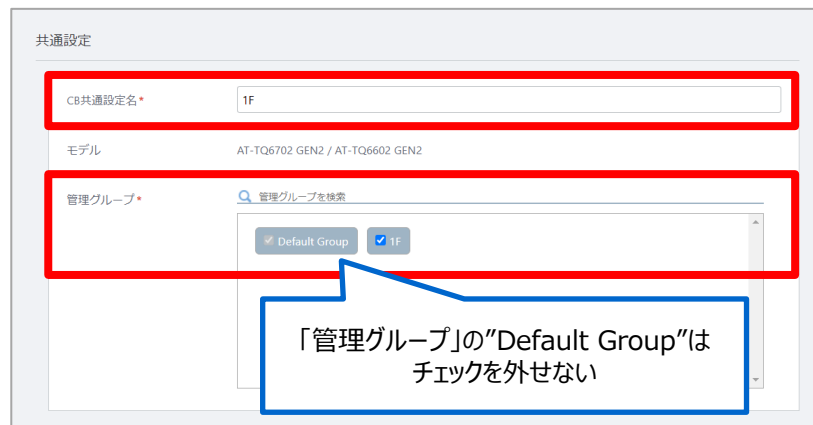 共通設定
CB共通設定名*
1F
モデル
AT-TQ6702 GEN2 / AT-TQ6602 GEN2
管理グループ*
管理グループを検索
Default Group
1F
「管理グループ」の”Default Group”は
チェックを外せない